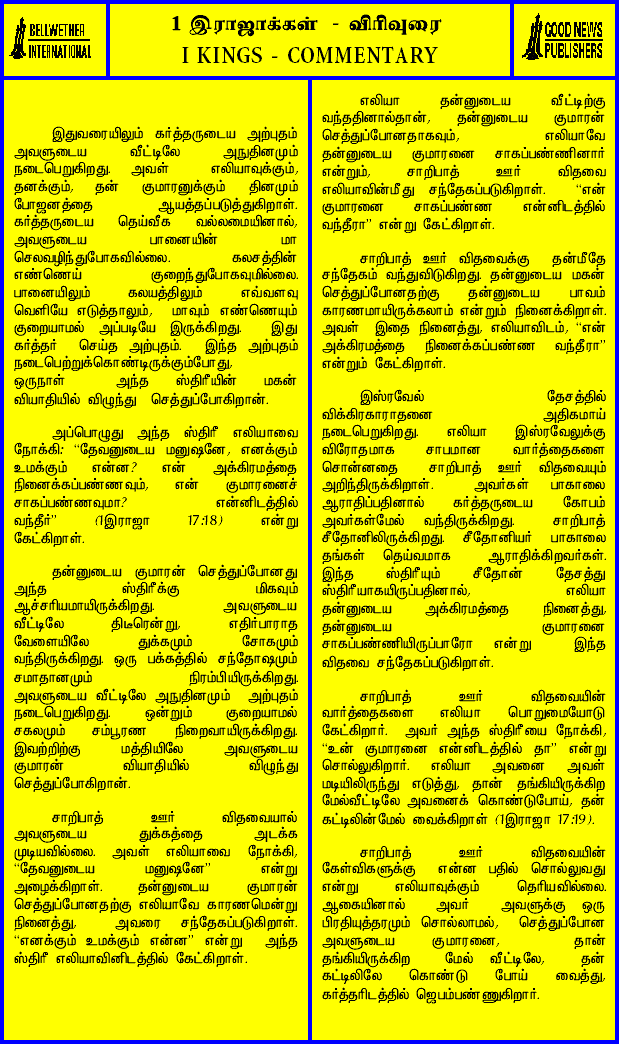 BELLWETHER
INTERNATIONAL
1 இராஜாக்கள் - விரிவுரை
I KINGS - COMMENTARY
GOOD NEWS
PUBLISHERS
இதுவரையிலும் கர்த்தருடைய அற்புதம்
அவளுடைய வீட்டிலே அநுதினமும்
நடைபெறுகிறது. அவள் எலியாவுக்கும்,
தனக்கும், தன் குமாரனுக்கும் தினமும்
போஜனத்தை ஆயத்தப்படுத்துகிறாள்.
கர்த்தருடைய தெய்வீக வல்லமையினால்,
அவளுடைய பானையின் மா
செலவழிந்துபோகவில்லை. கலசத்தின்
எண்ணெய் குறைந்துபோகவுமில்லை.
பானையிலும் கலயத்திலும் எவ்வளவு
வெளியே எடுத்தாலும், மாவும் எண்ணெயும்
குறையாமல் அப்படியே இருக்கிறது. இது
கர்த்தர் செய்த அற்புதம். இந்த அற்புதம்
நடைபெற்றுக்கொண்டிருக்கும்போது,
ஒருநாள் அந்த ஸ்திரீயின் மகன்
வியாதியில் விழுந்து செத்துப்போகிறான்.
அப்பொழுது அந்த ஸ்திரீ எலியாவை
நோக்கி: “தேவனுடைய மனுஷனே, எனக்கும்
உமக்கும் என்ன? என் அக்கிரமத்தை
நினைக்கப்பண்ணவும், என் குமாரனைச்
சாகப்பண்ணவுமா? என்னிடத்தில்
வந்தீர்” (1இராஜா 17:18) என்று
கேட்கிறாள்.
தன்னுடைய குமாரன் செத்துப்போனது
அந்த ஸ்திரீக்கு மிகவும்
ஆச்சரியமாயிருக்கிறது. அவளுடைய
வீட்டிலே திடீரென்று, எதிர்பாராத
வேளையிலே துக்கமும் சோகமும்
வந்திருக்கிறது. ஒரு பக்கத்தில் சந்தோஷமும்
சமாதானமும் நிரம்பியிருக்கிறது.
அவளுடைய வீட்டிலே அநுதினமும் அற்புதம்
நடைபெறுகிறது. ஒன்றும் குறையாமல்
சகலமும் சம்பூரண நிறைவாயிருக்கிறது.
இவற்றிற்கு மத்தியிலே அவளுடைய
குமாரன் வியாதியில் விழுந்து
செத்துப்போகிறான்.
சாறிபாத் ஊர் விதவையால்
அவளுடைய துக்கத்தை அடக்க
முடியவில்லை. அவள் எலியாவை நோக்கி,
“தேவனுடைய மனுஷனே” என்று
அழைக்கிறாள். தன்னுடைய குமாரன்
செத்துப்போனதற்கு எலியாவே காரணமென்று
நினைத்து, அவரை சந்தேகப்படுகிறாள்.
“எனக்கும் உமக்கும் என்ன” என்று அந்த
ஸ்திரீ எலியாவினிடத்தில் கேட்கிறாள்.
எலியா தன்னுடைய வீட்டிற்கு
வந்ததினால்தான், தன்னுடைய குமாரன்
செத்துப்போனதாகவும், எலியாவே
தன்னுடைய குமாரனை சாகப்பண்ணினார்
என்றும், சாறிபாத் ஊர் விதவை
எலியாவின்மீது சந்தேகப்படுகிறாள். “என்
குமாரனை சாகப்பண்ண என்னிடத்தில்
வந்தீரா” என்று கேட்கிறாள்.
சாறிபாத் ஊர் விதவைக்கு தன்மீதே
சந்தேகம் வந்துவிடுகிறது. தன்னுடைய மகன்
செத்துப்போனதற்கு தன்னுடைய பாவம்
காரணமாயிருக்கலாம் என்றும் நினைக்கிறாள்.
அவள் இதை நினைத்து, எலியாவிடம், “என்
அக்கிரமத்தை நினைக்கப்பண்ண வந்தீரா”
என்றும் கேட்கிறாள்.
இஸ்ரவேல் தேசத்தில்
விக்கிரகாராதனை அதிகமாய்
நடைபெறுகிறது. எலியா இஸ்ரவேலுக்கு
விரோதமாக சாபமான வார்த்தைகளை
சொன்னதை சாறிபாத் ஊர் விதவையும்
அறிந்திருக்கிறாள். அவர்கள் பாகாலை
ஆராதிப்பதினால் கர்த்தருடைய கோபம்
அவர்கள்மேல் வந்திருக்கிறது. சாறிபாத்
சீதோனிலிருக்கிறது. சீதோனியர் பாகாலை
தங்கள் தெய்வமாக ஆராதிக்கிறவர்கள்.
இந்த ஸ்திரீயும் சீதோன் தேசத்து
ஸ்திரீயாகயிருப்பதினால், எலியா
தன்னுடைய அக்கிரமத்தை நினைத்து,
தன்னுடைய குமாரனை
சாகப்பண்ணியிருப்பாரோ என்று இந்த
விதவை சந்தேகப்படுகிறாள்.
சாறிபாத் ஊர் விதவையின்
வார்த்தைகளை எலியா பொறுமையோடு
கேட்கிறார். அவர் அந்த ஸ்திரீயை நோக்கி,
“உன் குமாரனை என்னிடத்தில் தா” என்று
சொல்லுகிறார். எலியா அவனை அவள்
மடியிலிருந்து எடுத்து, தான் தங்கியிருக்கிற
மேல்வீட்டிலே அவனைக் கொண்டுபோய், தன்
கட்டிலின்மேல் வைக்கிறார் (1இராஜா 17:19).
சாறிபாத் ஊர் விதவையின்
கேள்விகளுக்கு என்ன பதில் சொல்லுவது
என்று எலியாவுக்கும் தெரியவில்லை.
ஆகையினால் அவர் அவளுக்கு ஒரு
பிரதியுத்தரமும் சொல்லாமல், செத்துப்போன
அவளுடைய குமாரனை, தான்
தங்கியிருக்கிற மேல் வீட்டிலே, தன்
கட்டிலிலே கொண்டு போய் வைத்து,
கர்த்தரிடத்தில் ஜெபம்பண்ணுகிறார்.